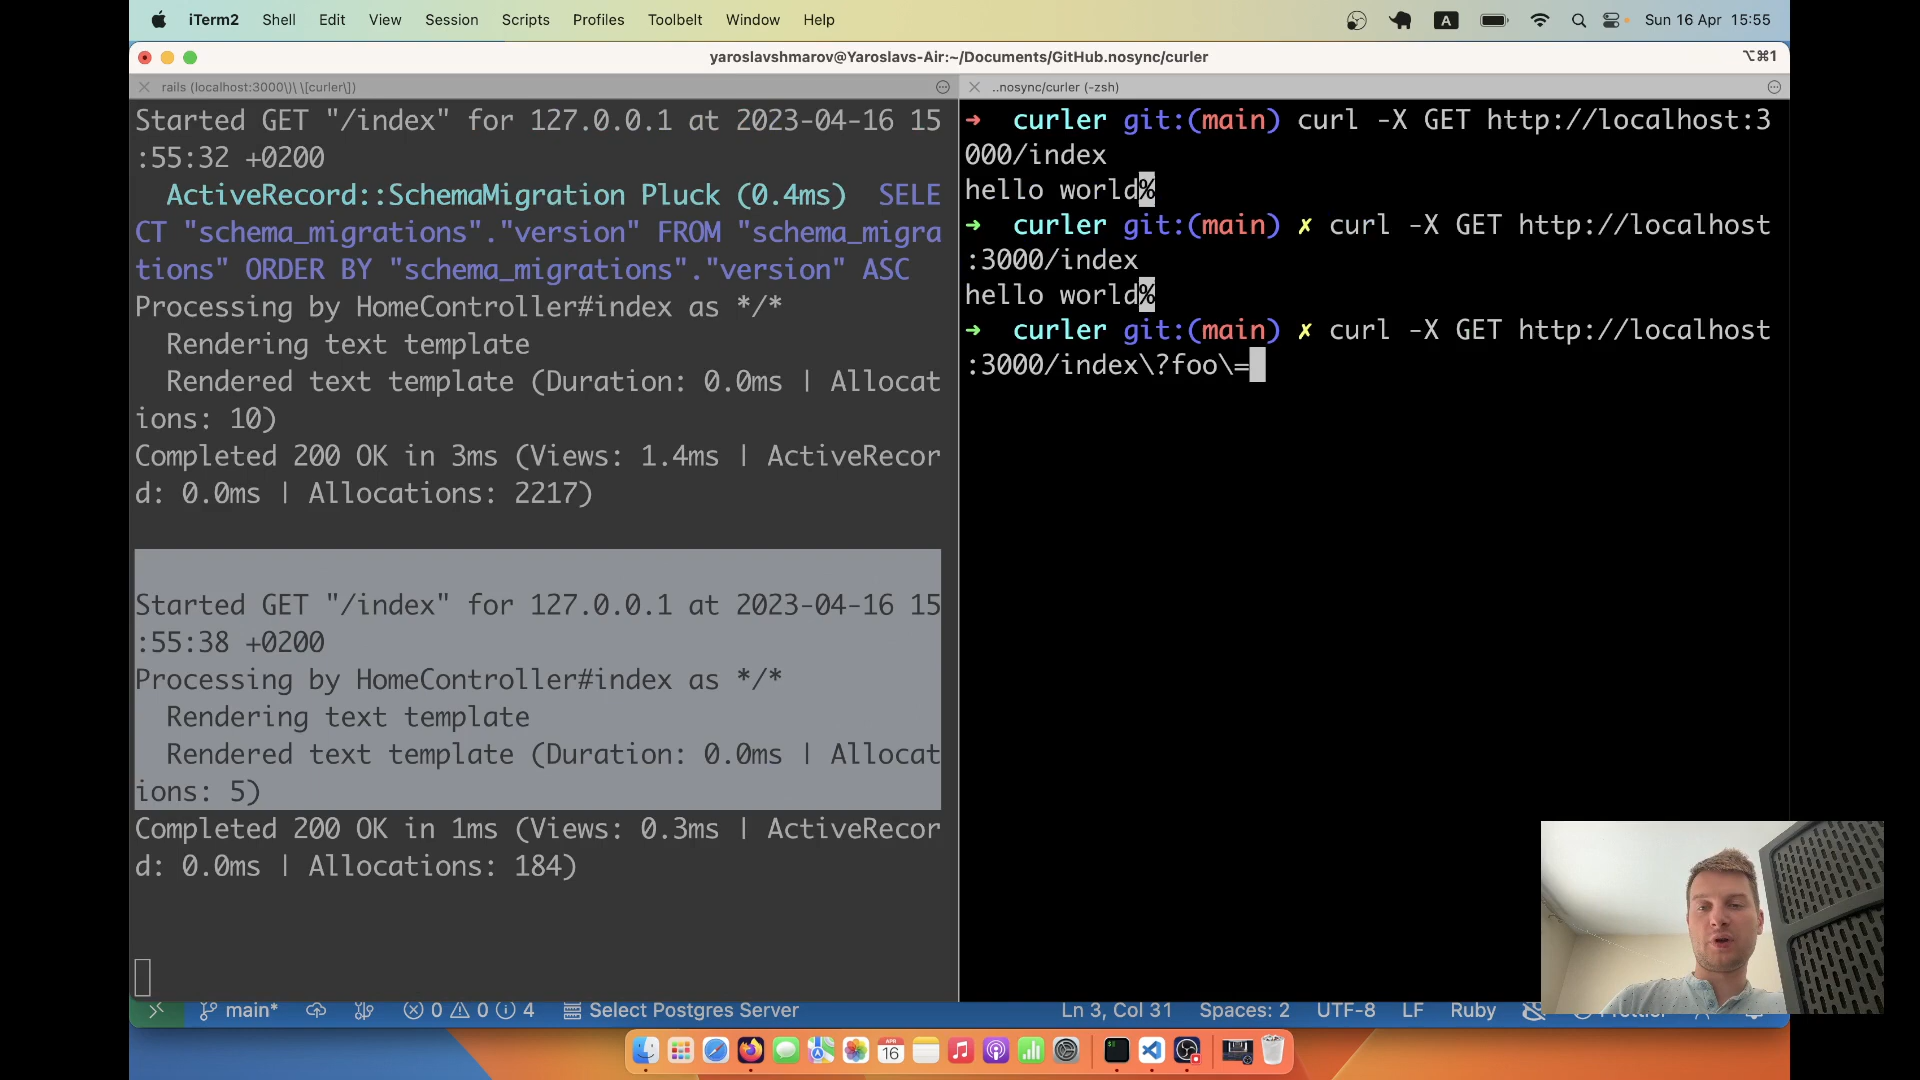 iTerm2 Shell Edit View Session Scripts Profiles Toolbelt Window Help A Sun 16 Apr 15:55
yaroslavshmarov@Yaroslavs-Air:~/Documents/GitHub.nosync/curler ⌥⌘1
rails (localhost:3000\)\ \[curler\])
Started GET "/index" for 127.0.0.1 at 2023-04-16 15
:55:32 +0200
ActiveRecord::SchemaMigration Pluck (0.4ms) SELE
CT "schema_migrations"."version" FROM "schema_migra
tions" ORDER BY "schema_migrations"."version" ASC
Processing by HomeController#index as */*
Rendering text template
Rendered text template (Duration: 0.0ms | Allocat
ions: 10)
Completed 200 OK in 3ms (Views: 1.4ms | ActiveRecor
d: 0.0ms | Allocations: 2217)
Started GET "/index" for 127.0.0.1 at 2023-04-16 15
:55:38 +0200
Processing by HomeController#index as */*
Rendering text template
Rendered text template (Duration: 0.0ms | Allocat
ions: 5)
Completed 200 OK in 1ms (Views: 0.3ms | ActiveRecor
d: 0.0ms | Allocations: 184)
..nosync/curler (-zsh)
➜ curler git:(main) curl -X GET http://localhost:3
000/index
hello world%
➜ curler git:(main) ✗ curl -X GET http://localhost
:3000/index
hello world%
➜ curler git:(main) ✗ curl -X GET http://localhost
:3000/index\?foo\=
main* 0 0 4 Select Postgres Server Ln 3, Col 31 Spaces: 2 UTF-8 LF Ruby
APR
16